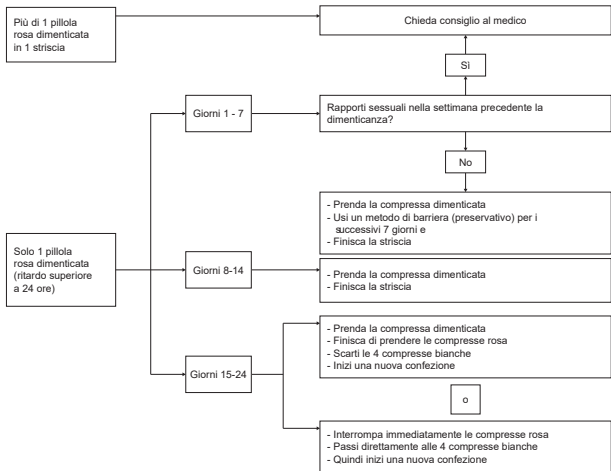 Più di 1 pillola
rosa dimenticata
in 1 striscia
Chieda consiglio al medico
Sì
Giorni 1 - 7
Rapporti sessuali nella settimana precedente la
dimenticanza?
No
- Prenda la compressa dimenticata
- Usi un metodo di barriera (preservativo) per i
successivi 7 giorni e
- Finisca la striscia
Solo 1 pillola
rosa dimenticata
(ritardo superiore
a 24 ore)
Giorni 8-14
- Prenda la compressa dimenticata
- Finisca la striscia
Giorni 15-24
- Prenda la compressa dimenticata
- Finisca di prendere le compresse rosa
- Scarti le 4 compresse bianche
- Inizi una nuova confezione
o
- Interrompa immediatamente le compresse rosa
- Passi direttamente alle 4 compresse bianche
- Quindi inizi una nuova confezione